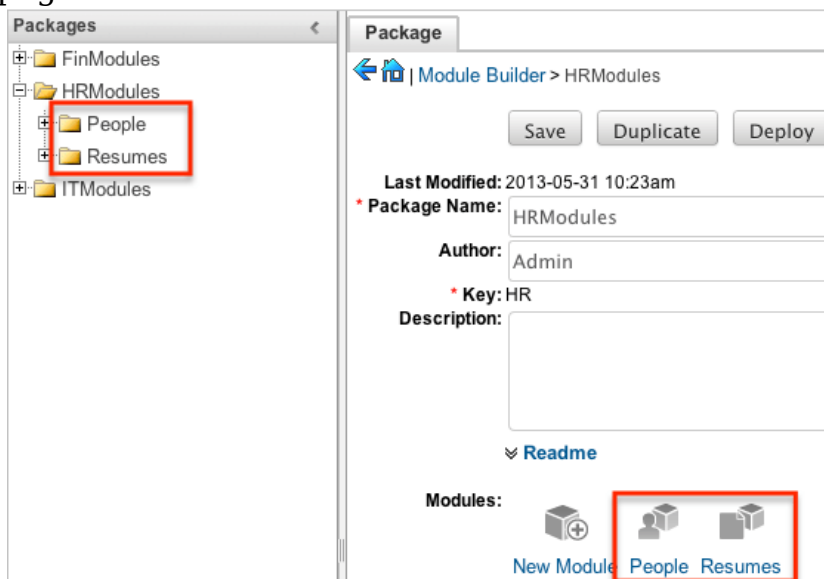 Packages
FinModules
HRModules
People
Resumes
ITModules
Package
| Module Builder > HRModules
Save Duplicate Deploy
Last Modified: 2013-05-31 10:23am
* Package Name: HRModules
Author: Admin
* Key: HR
Description:
Readme
Modules:
New Module People Resumes